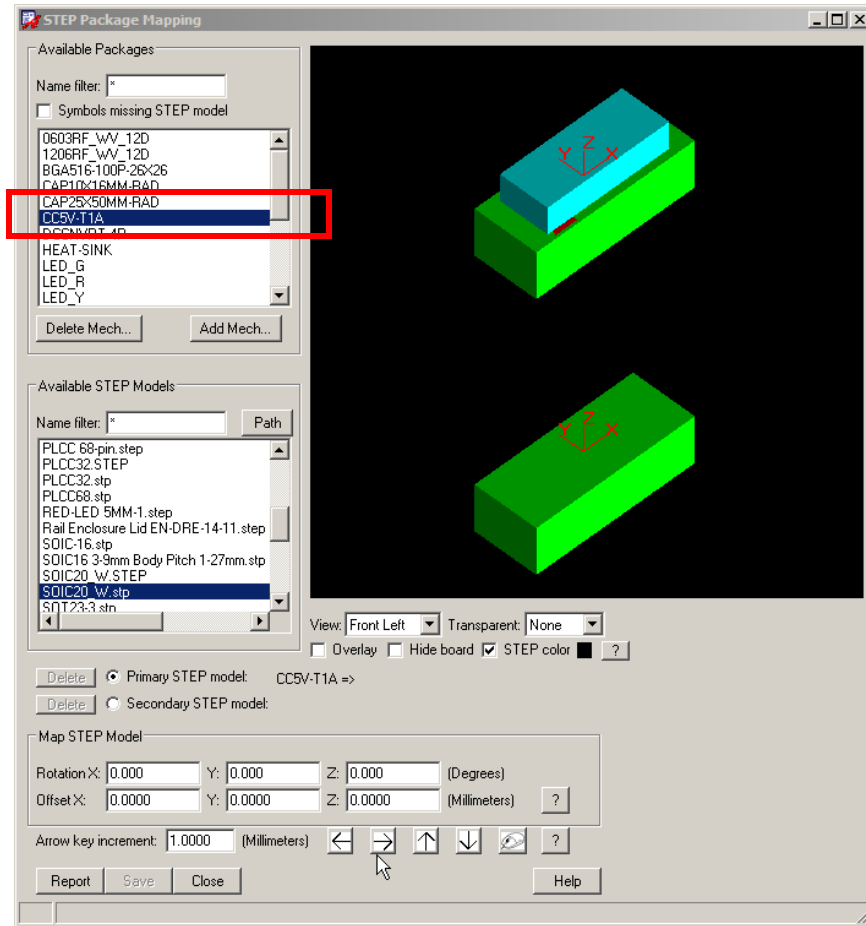 STEP Package Mapping
Available Packages
Name filter: *
Symbols missing STEP model
0603RF_WV_12D
1206RF_WV_12D
BGA516-100P-26X26
CAP10X16MM-RAD
CAP25X50MM-RAD
CC5V-T1A
DCCNVRT-4P
HEAT-SINK
LED_G
LED_R
LED_Y
Delete Mech... Add Mech...
Z
Y X
Z
Y X
Available STEP Models
Name filter: * Path
PLCC 68-pin.step
PLCC32.STEP
PLCC32.stp
PLCC68.stp
RED-LED 5MM-1.step
Rail Enclosure Lid EN-DRE-14-11.step
SOIC-16.stp
SOIC16 3-9mm Body Pitch 1-27mm.stp
SOIC20_W.STEP
SOIC20_W.stp
SOT23-3.stp
View: Front Left Transparent: None
Overlay Hide board STEP color ?
Delete Primary STEP model: CC5V-T1A =>
Delete Secondary STEP model:
Map STEP Model
Rotation X: 0.000 Y: 0.000 Z: 0.000 (Degrees)
Offset X: 0.0000 Y: 0.0000 Z: 0.0000 (Millimeters) ?
Arrow key increment: 1.0000 (Millimeters) ?
Report Save Close Help